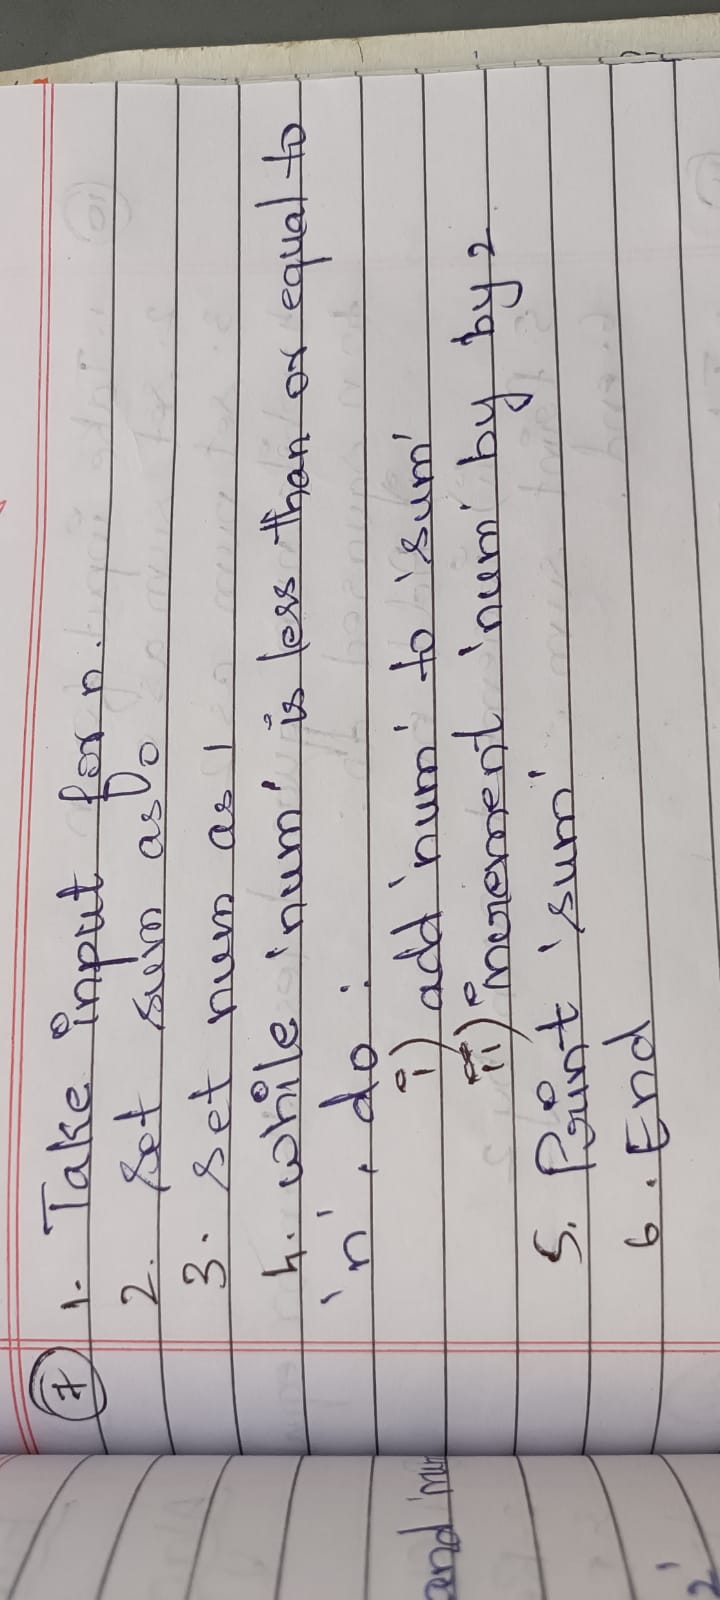 7
1. Take input for n.
2. set sum as 0
3. set num as 1
4. while 'num' is less than or equal to
'n', do :
i) add 'num' to 'sum'
ii) increment 'num' by by 2
5. Print 'sum'
6. End
and 'num
2'